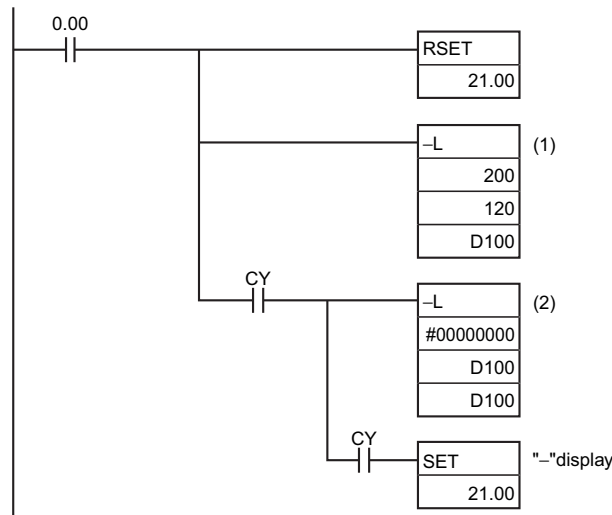 0.00
RSET
21.00
–L (1)
200
120
D100
CY
–L (2)
#00000000
D100
D100
CY
SET "–"display
21.00